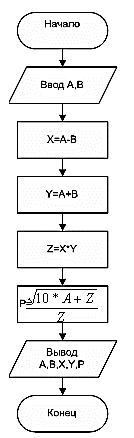 Начало
Ввод А,В
X=A-B
Y=A+B
Z=X*Y
P=√10 * A + Z
Z
Вывод
A,B,X,Y,P
Конец